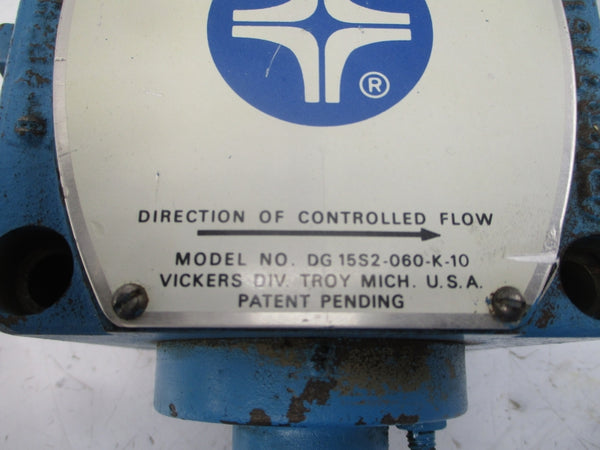 ®
DIRECTION OF CONTROLLED FLOW
MODEL NO. DG 15S2-060-K-10
VICKERS DIV. TROY MICH. U.S.A.
PATENT PENDING